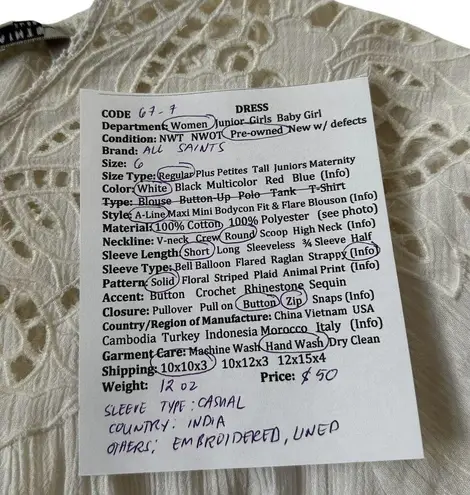 CODE 67-7 DRESS
Department: Women Junior Girls Baby Girl
Condition: NWT NWOT Pre-owned New w/ defects
Brand: ALL SAINTS
Size: 6
Size Type: Regular Plus Petites Tall Juniors Maternity
Color: White Black Multicolor Red Blue (Info)
Type: Blouse Button-Up Polo Tank T-Shirt
Style: A-Line Maxi Mini Bodycon Fit & Flare Blouson (Info)
Material: 100% Cotton 100% Polyester (see photo)
Neckline: V-neck Crew Round Scoop High Neck (Info)
Sleeve Length: Short Long Sleeveless ¾ Sleeve Half
Sleeve Type: Bell Balloon Flared Raglan Strappy (Info)
Pattern: Solid Floral Striped Plaid Animal Print (Info)
Accent: Button Crochet Rhinestone Sequin
Closure: Pullover Pull on Button Zip Snaps (Info)
Country/Region of Manufacture: China Vietnam USA
Cambodia Turkey Indonesia Morocco Italy (Info)
Garment Care: Machine Wash Hand Wash Dry Clean
Shipping: 10x10x3 10x12x3 12x15x4
Weight: 12 oz Price: $50
SLEEVE TYPE: CASUAL
COUNTRY: INDIA
OTHERS: EMBROIDERED, LINED